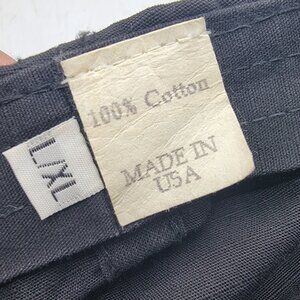 100% Cotton
MADE IN
USA
L/XL